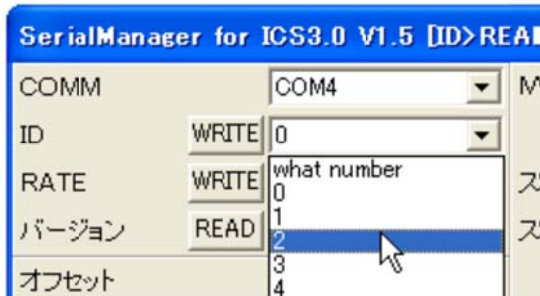 SerialManager for ICS3.0 V1.5 [ID>REA
COMM COM4
ID WRITE 0
RATE WRITE
バージョン READ
オフセット
what number
0
1
2
3
4